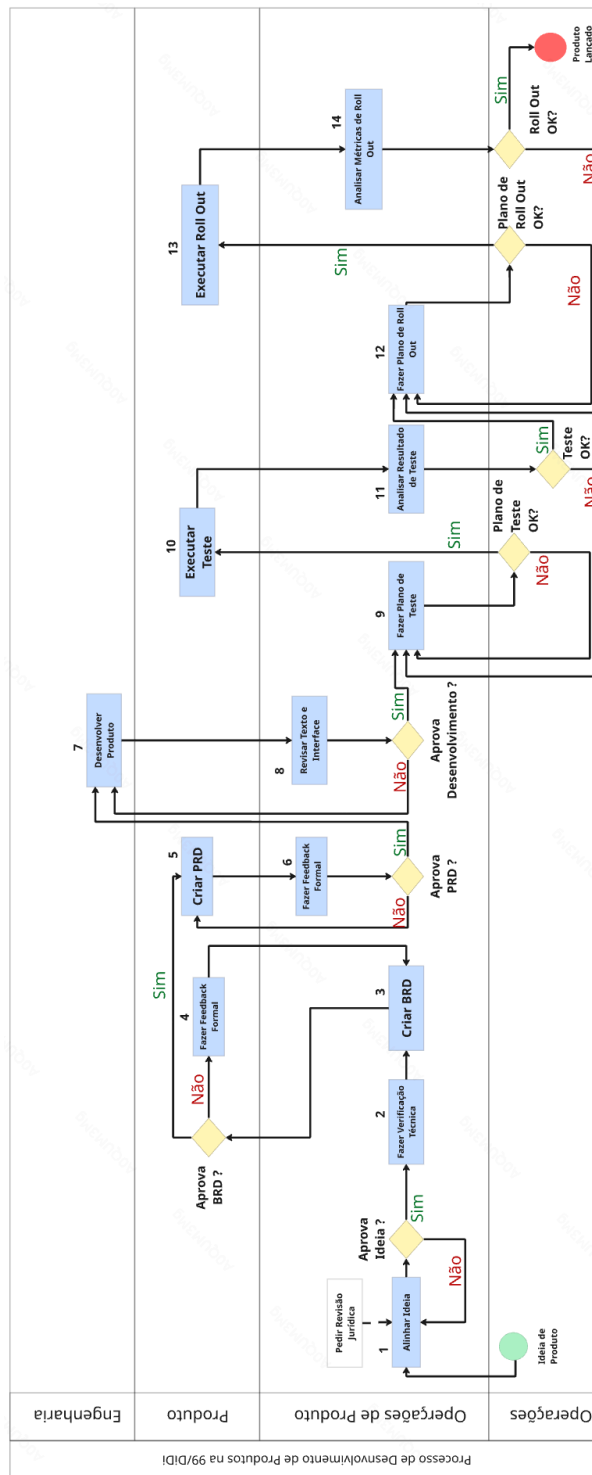 Processo de Desnvolvimento de Produtos na 99/DiDi
Engenharia
Produto
Operções de Produto
Operações
Ideia de
Produto
Pedir Revisão
Jurídica
1
Alinhar Ideia
Aprova
Ideia ?
Não
Sim
2
Fazer Verificação
Técnica
3
Criar BRD
Aprova
BRD ?
Não
Sim
4
Fazer Feedback
Formal
5
Criar PRD
6
Fazer Feedback
Formal
Aprova
PRD ?
Não
Sim
7
Desenvolver
Produto
8
Revisar Texto e
Interface
Aprova
Desenvolvimento ?
Não
Sim
9
Fazer Plano de
Teste
Plano de
Teste
OK?
Não
Sim
10
Executar
Teste
11
Analisar Resultado
de Teste
Teste
OK?
Não
Sim
12
Fazer Plano de Roll
Out
Plano de
Roll Out
OK?
Não
Sim
13
Executar Roll Out
14
Analisar Métricas de Roll
Out
Roll Out
OK?
Não
Sim
Produto
Lançado